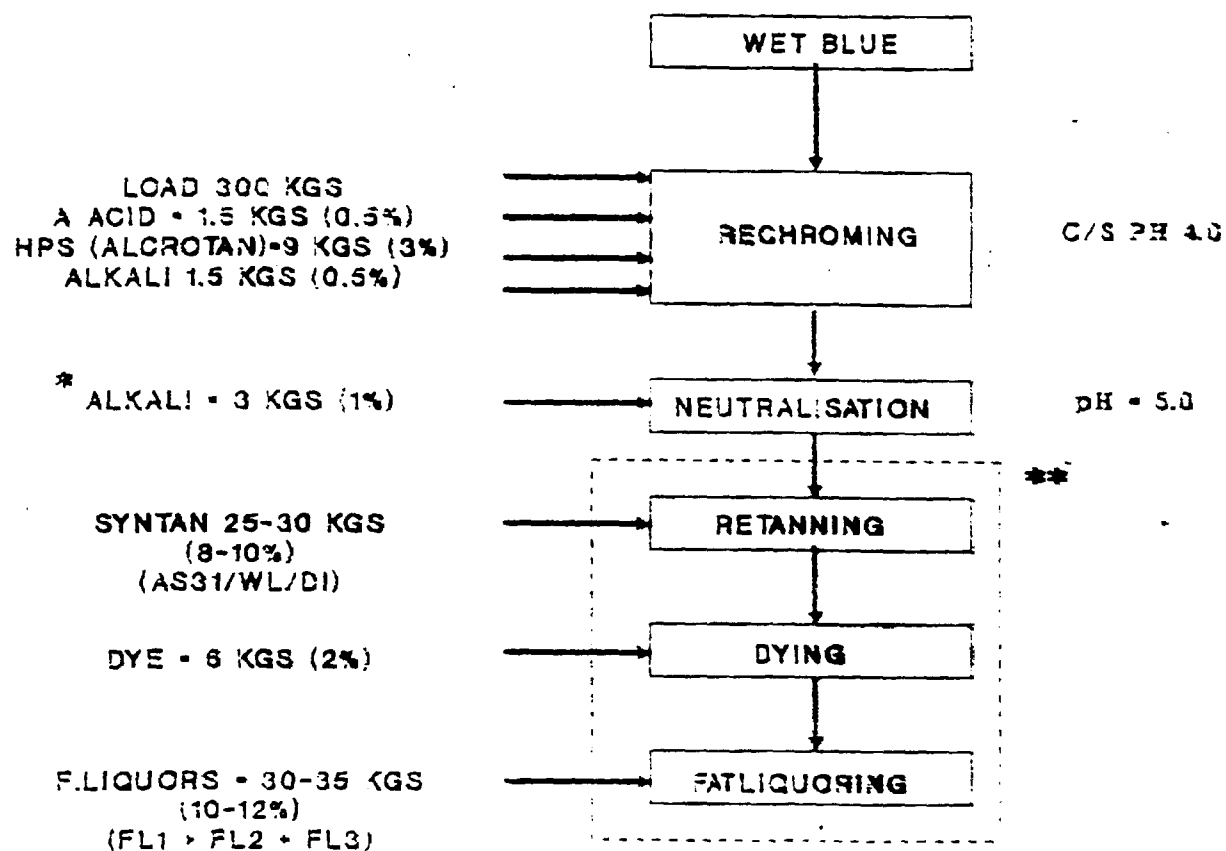 WET BLUE
LOAD 300 KGS
A ACID = 1.5 KGS (0.5%)
HPS (ALCROTAN)=9 KGS (3%)
ALKALI 1.5 KGS (0.5%)
RECHROMING
C/S PH 4.0
* ALKALI = 3 KGS (1%)
NEUTRALISATION
pH = 5.0
**
SYNTAN 25-30 KGS
(8-10%)
(AS31/WL/DI)
RETANNING
DYE = 6 KGS (2%)
DYING
F.LIQUORS = 30-35 KGS
(10-12%)
(FL1 + FL2 + FL3)
FATLIQUORING